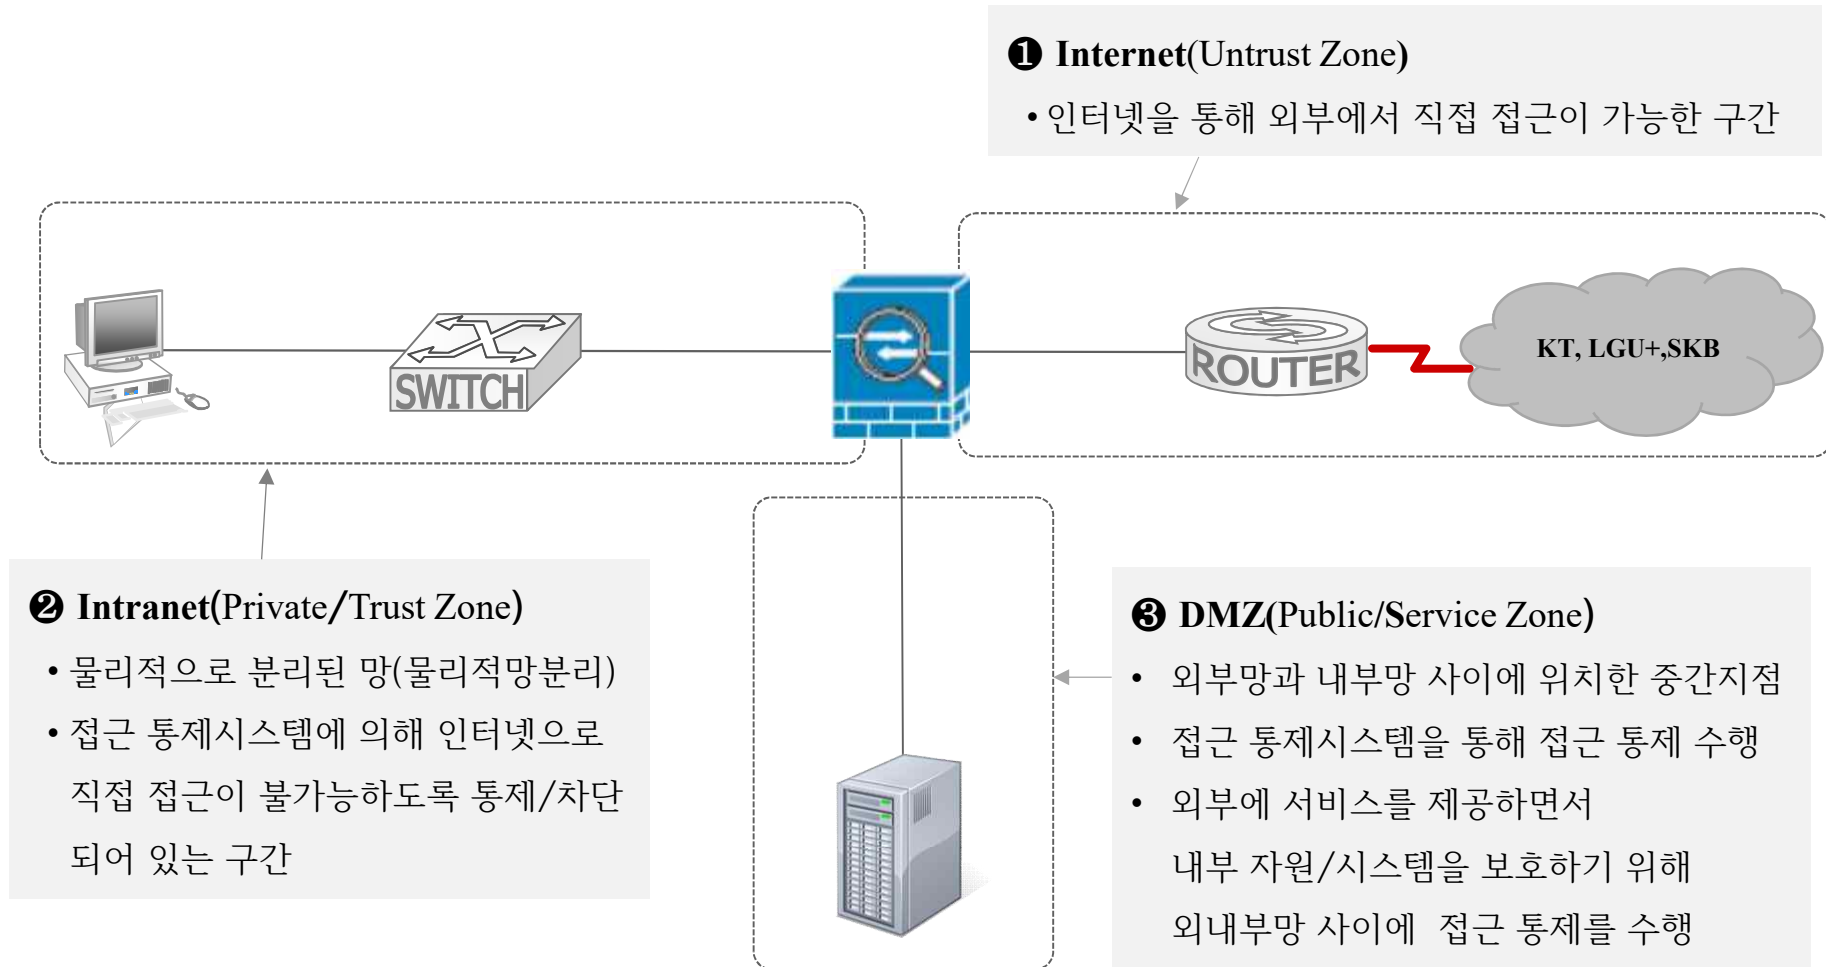 ❶ Internet(Untrust Zone)
• 인터넷을 통해 외부에서 직접 접근이 가능한 구간
SWITCH
ROUTER
KT, LGU+,SKB
❷ Intranet(Private/Trust Zone)
• 물리적으로 분리된 망(물리적망분리)
• 접근 통제시스템에 의해 인터넷으로
직접 접근이 불가능하도록 통제/차단
되어 있는 구간
❸ DMZ(Public/Service Zone)
• 외부망과 내부망 사이에 위치한 중간지점
• 접근 통제시스템을 통해 접근 통제 수행
• 외부에 서비스를 제공하면서
내부 자원/시스템을 보호하기 위해
외내부망 사이에 접근 통제를 수행